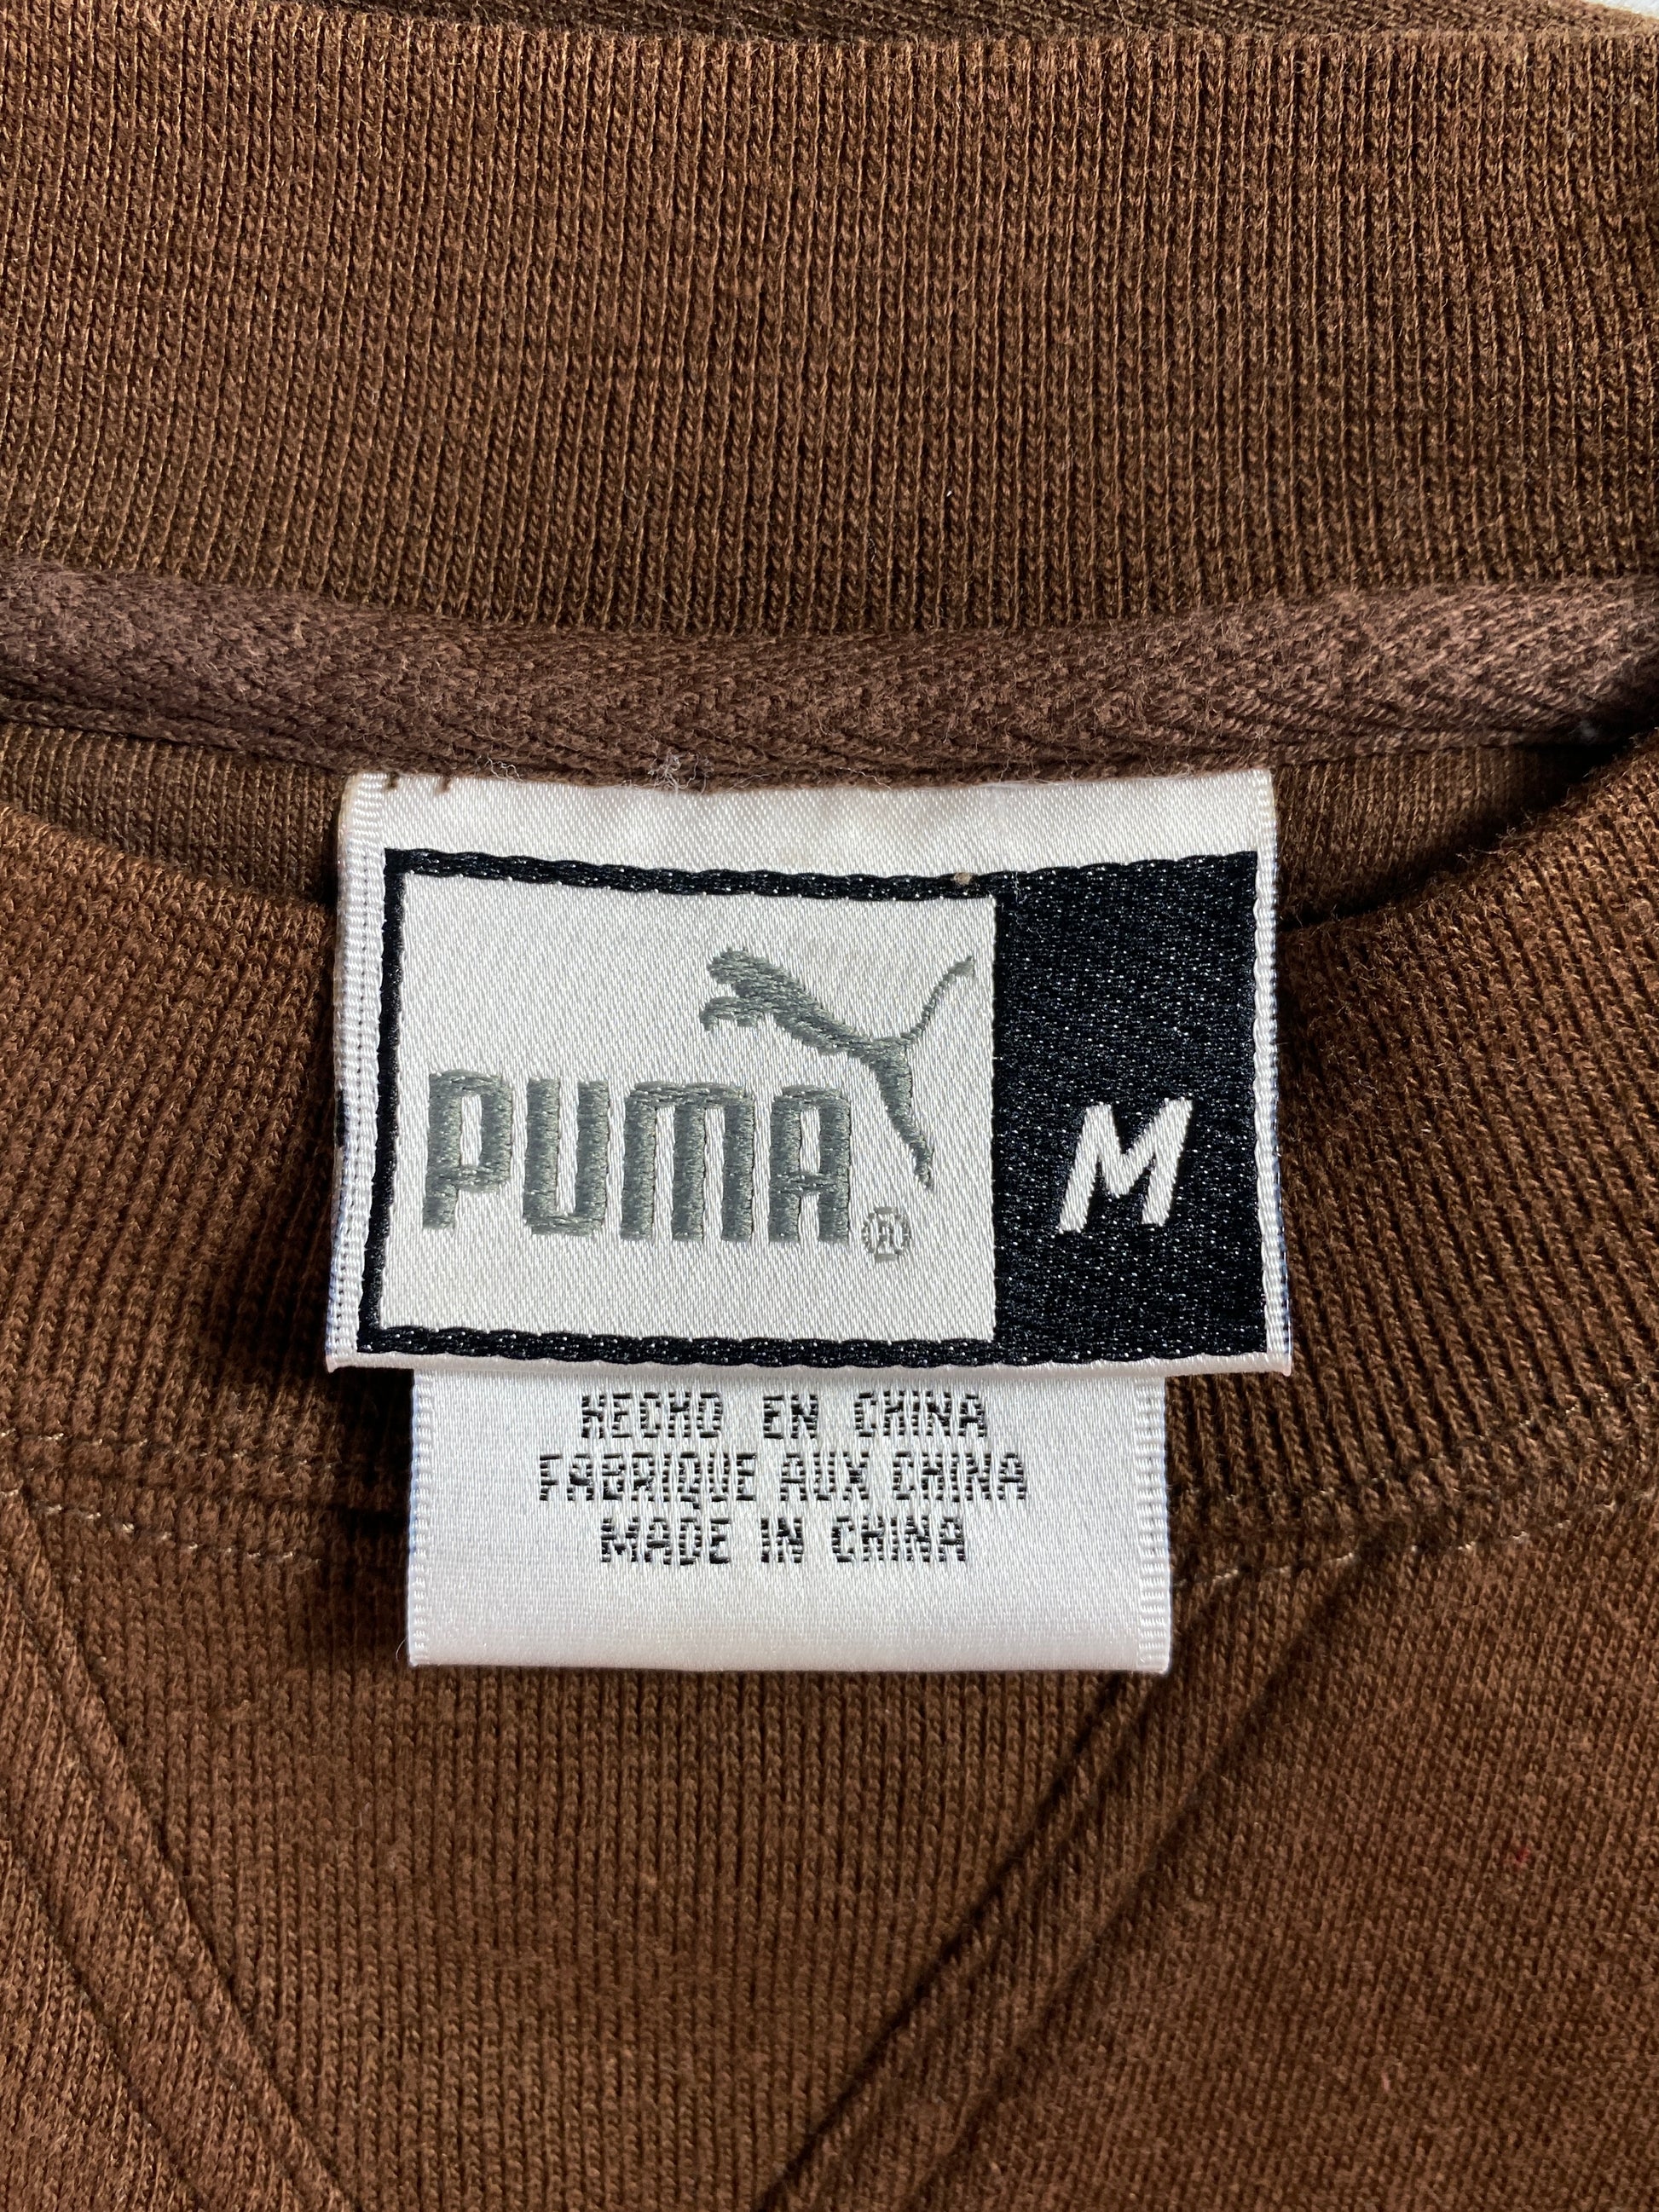 PUMA® M
HECHO EN CHINA
FABRIQUE AUX CHINA
MADE IN CHINA